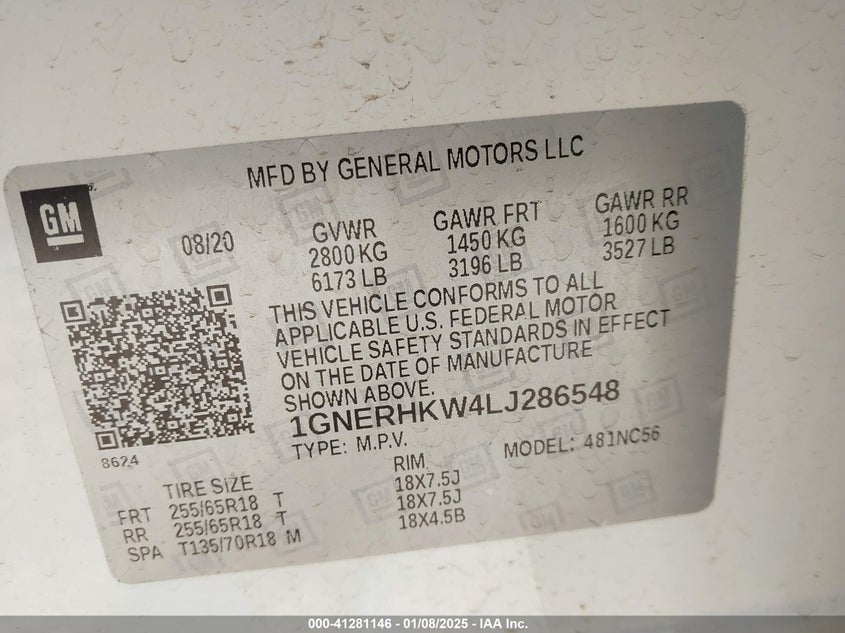 MFD BY GENERAL MOTORS LLC
GM
08/20
GVWR GAWR FRT GAWR RR
2800 KG 1450 KG 1600 KG
6173 LB 3196 LB 3527 LB
THIS VEHICLE CONFORMS TO ALL
APPLICABLE U.S. FEDERAL MOTOR
VEHICLE SAFETY STANDARDS IN EFFECT
ON THE DATE OF MANUFACTURE
SHOWN ABOVE.
1GNERHKW4LJ286548
8624
TYPE: M.P.V. MODEL: 481NC56
TIRE SIZE RIM
FRT 255/65R18 T 18X7.5J
RR 255/65R18 T 18X7.5J
SPA T135/70R18 M 18X4.5B
000-41281146 | 01/08/2025 - IAA Inc.